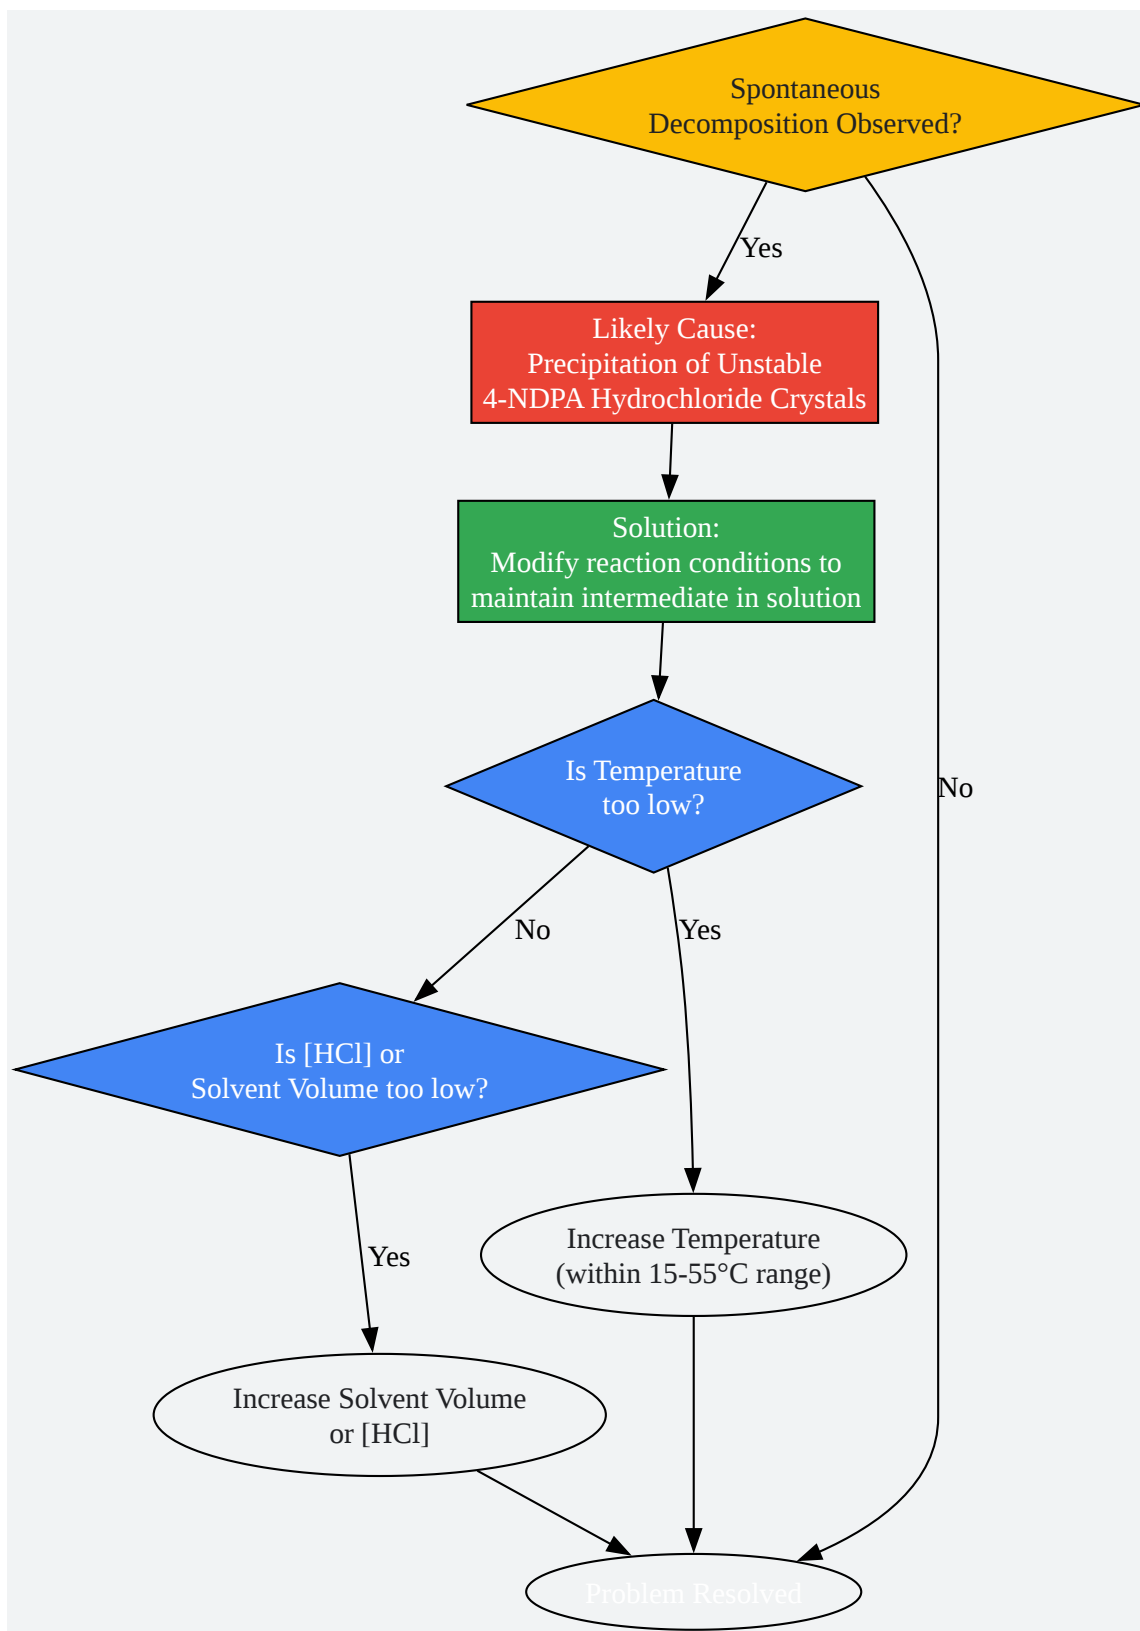 Spontaneous
Decomposition Observed?
Yes
Likely Cause:
Precipitation of Unstable
4-NDPA Hydrochloride Crystals
Solution:
Modify reaction conditions to
maintain intermediate in solution
Is Temperature
too low?
No
No
Yes
Is [HCl] or
Solvent Volume too low?
Yes
Increase Temperature
(within 15-55°C range)
Increase Solvent Volume
or [HCl]
Problem Resolved